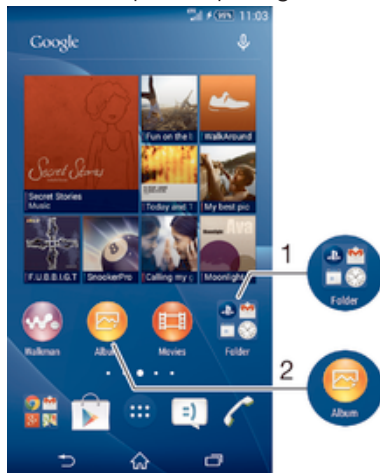 99% 11:03
Google
Secret Stories
Secret Stories
Music
Fun on the b
WalkAround
Today and T
My best pic
Ava
F.U.B.B.I.G.T
SnookerPro
Calling my g
Moonlight
1
Folder
Walkman
Album
Movies
Folder
2
Album